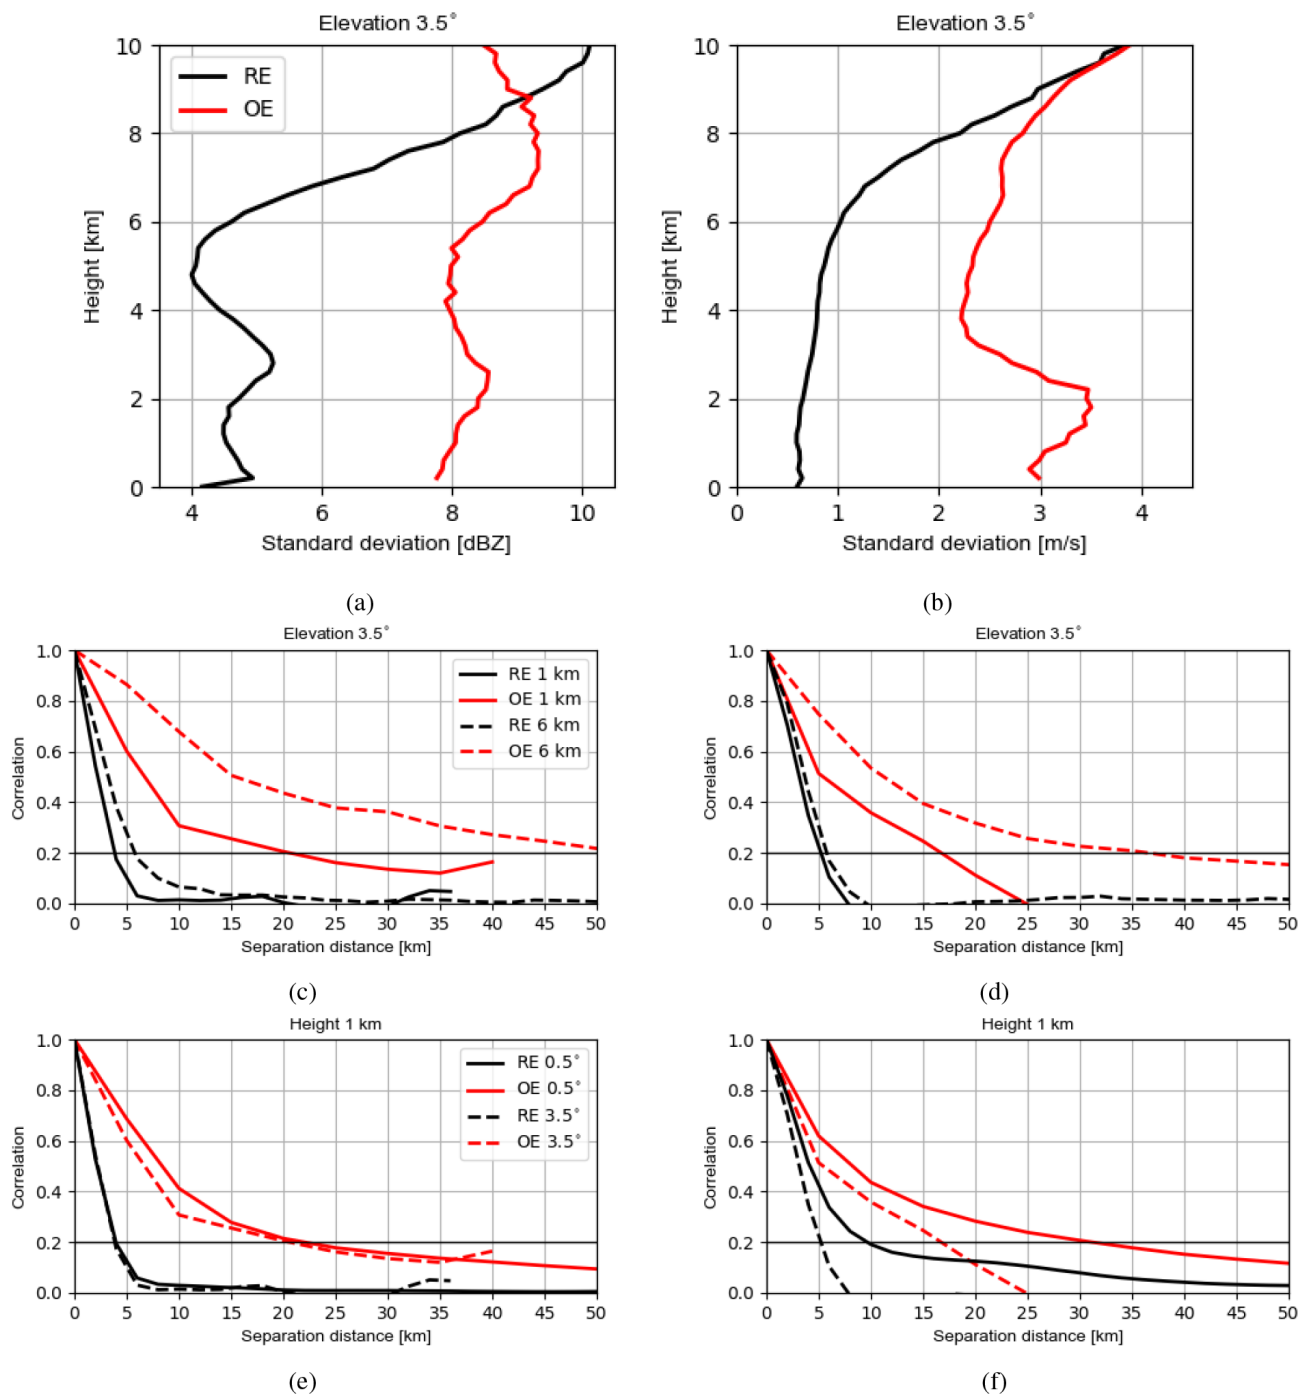 Elevation 3.5°
10
8
6
4
2
0
Height [km]
RE
OE
4 6 8 10
Standard deviation [dBZ]
(a)
Elevation 3.5°
10
8
6
4
2
0
Height [km]
0 1 2 3 4
Standard deviation [m/s]
(b)
Elevation 3.5°
1.0
0.8
0.6
0.4
0.2
0.0
Correlation
RE 1 km
OE 1 km
RE 6 km
OE 6 km
0 5 10 15 20 25 30 35 40 45 50
Separation distance [km]
(c)
Elevation 3.5°
1.0
0.8
0.6
0.4
0.2
0.0
Correlation
0 5 10 15 20 25 30 35 40 45 50
Separation distance [km]
(d)
Height 1 km
1.0
0.8
0.6
0.4
0.2
0.0
Correlation
RE 0.5°
OE 0.5°
RE 3.5°
OE 3.5°
0 5 10 15 20 25 30 35 40 45 50
Separation distance [km]
(e)
Height 1 km
1.0
0.8
0.6
0.4
0.2
0.0
Correlation
0 5 10 15 20 25 30 35 40 45 50
Separation distance [km]
(f)